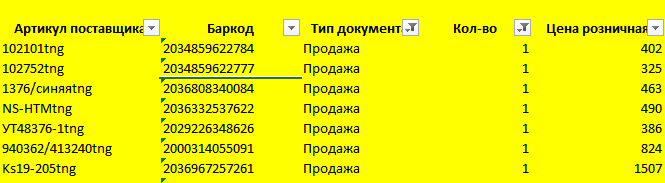 Артикул поставщика Баркод Тип документа Кол-во Цена розничная
102101tng 2034859622784 Продажа 1 402
102752tng 2034859622777 Продажа 1 325
1376/синяяtng 2036808340084 Продажа 1 463
NS-HTMtng 2036332537622 Продажа 1 490
УТ48376-1tng 2029226348626 Продажа 1 386
940362/413240tng 2000314055091 Продажа 1 824
Ks19-205tng 2036967257261 Продажа 1 1507